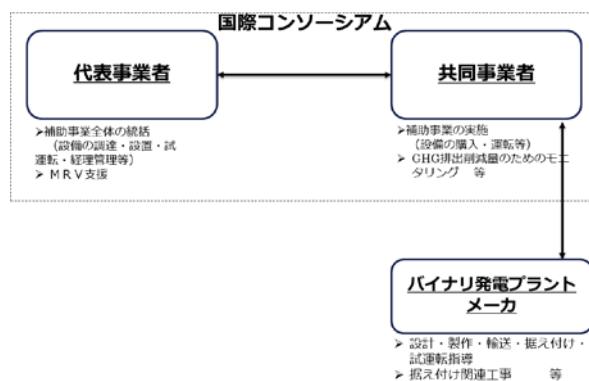 国際コンソーシアム
代表事業者
➢補助事業全体の統括
（設備の調達・設置・試
運転・経理管理等）
➢ ＭＲＶ支援
共同事業者
➢補助事業の実施
（設備の購入・運転等）
➢ GHG排出削減量のためのモニ
タリング　等
バイナリ発電プラント
メーカ
➢ 設計・製作・輸送・据え付け・
試運転指導
➢ 据え付け関連工事　　等